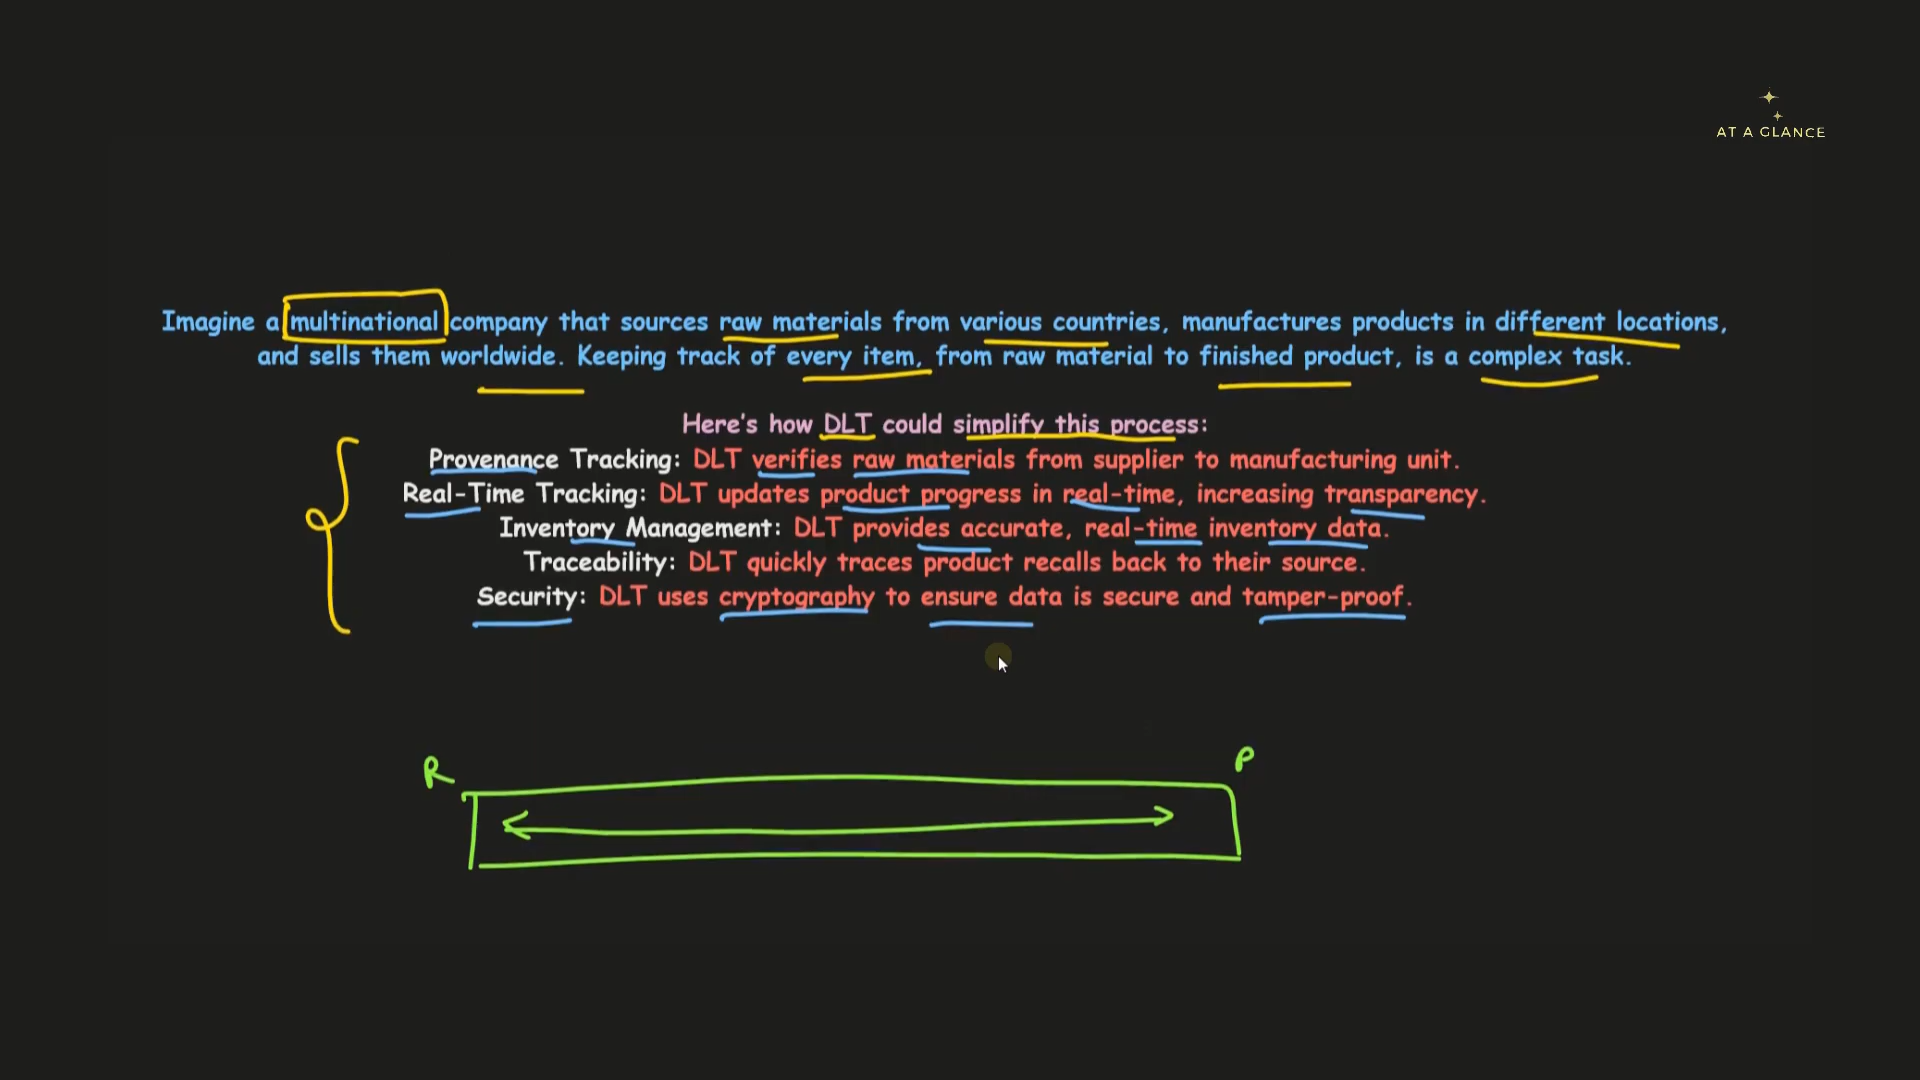 AT A GLANCE
Imagine a multinational company that sources raw materials from various countries, manufactures products in different locations,
and sells them worldwide. Keeping track of every item, from raw material to finished product, is a complex task.
Here's how DLT could simplify this process:
Provenance Tracking: DLT verifies raw materials from supplier to manufacturing unit.
Real-Time Tracking: DLT updates product progress in real-time, increasing transparency.
Inventory Management: DLT provides accurate, real-time inventory data.
Traceability: DLT quickly traces product recalls back to their source.
Security: DLT uses cryptography to ensure data is secure and tamper-proof.
R P